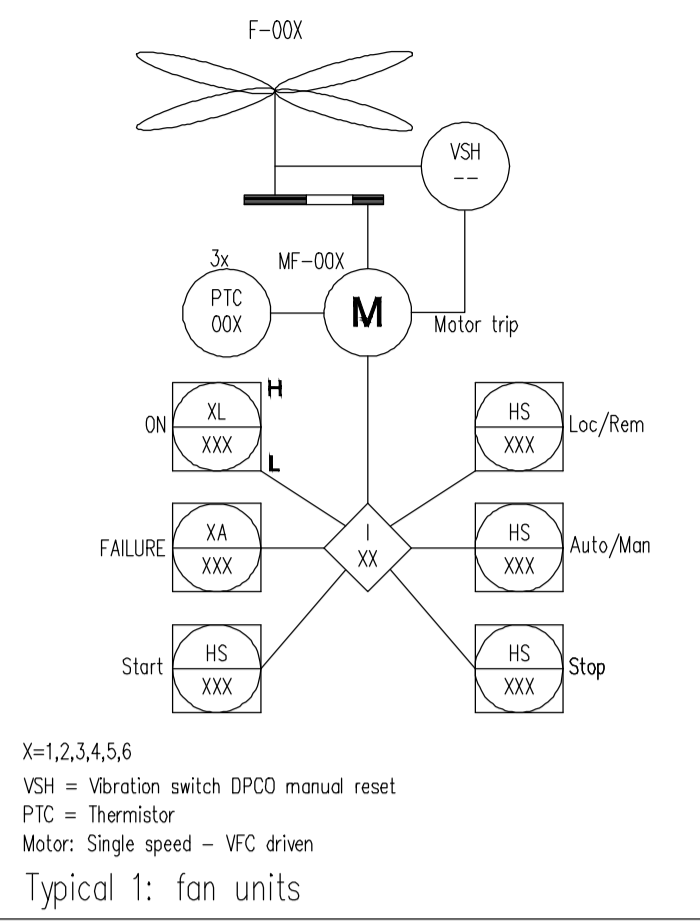 F-00X
VSH
--
3x
MF-00X
PTC
00X
M
Motor trip
H
ON
XL
XXX
L
HS
XXX
Loc/Rem
FAILURE
XA
XXX
I
XX
HS
XXX
Auto/Man
Start
HS
XXX
HS
XXX
Stop
X=1,2,3,4,5,6
VSH = Vibration switch DPCO manual reset
PTC = Thermistor
Motor: Single speed – VFC driven
Typical 1: fan units